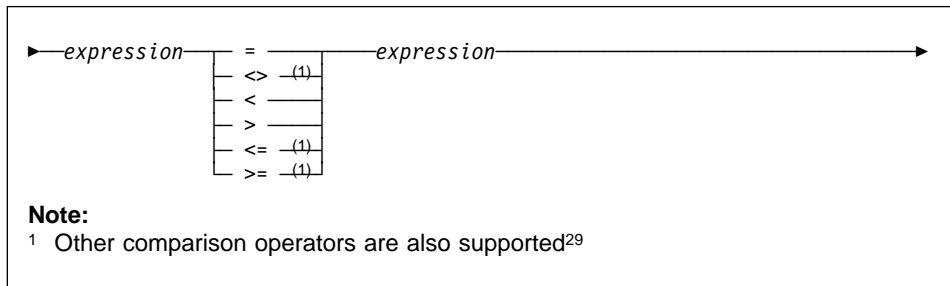 expression = expression
<> (1)
<
>
<= (1)
>= (1)
Note:
1 Other comparison operators are also supported29